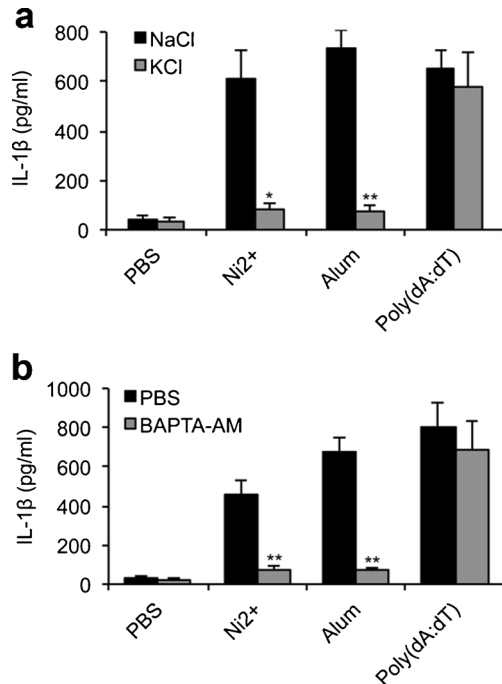 a
800
600
400
200
0
IL-1β (pg/ml)
NaCl
KCl
*
**
PBS
Ni2+
Alum
Poly(dA:dT)
b
1000
800
600
400
200
0
IL-1β (pg/ml)
PBS
BAPTA-AM
**
**
PBS
Ni2+
Alum
Poly(dA:dT)